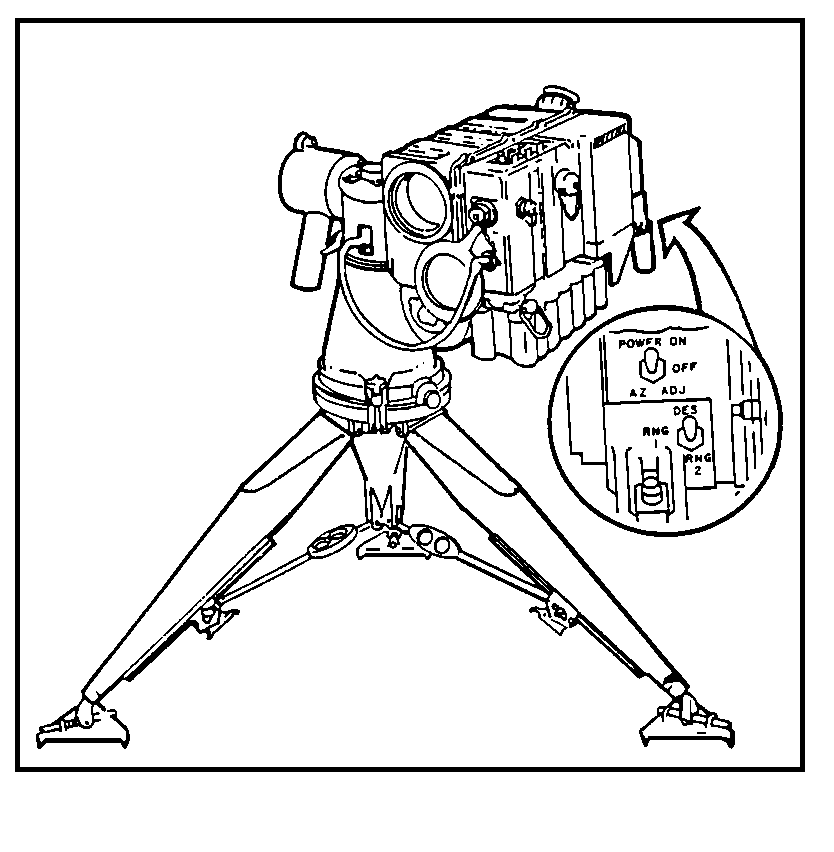 POWER ON
OFF
AZ ADJ
DES
RNG
1
RNG
2